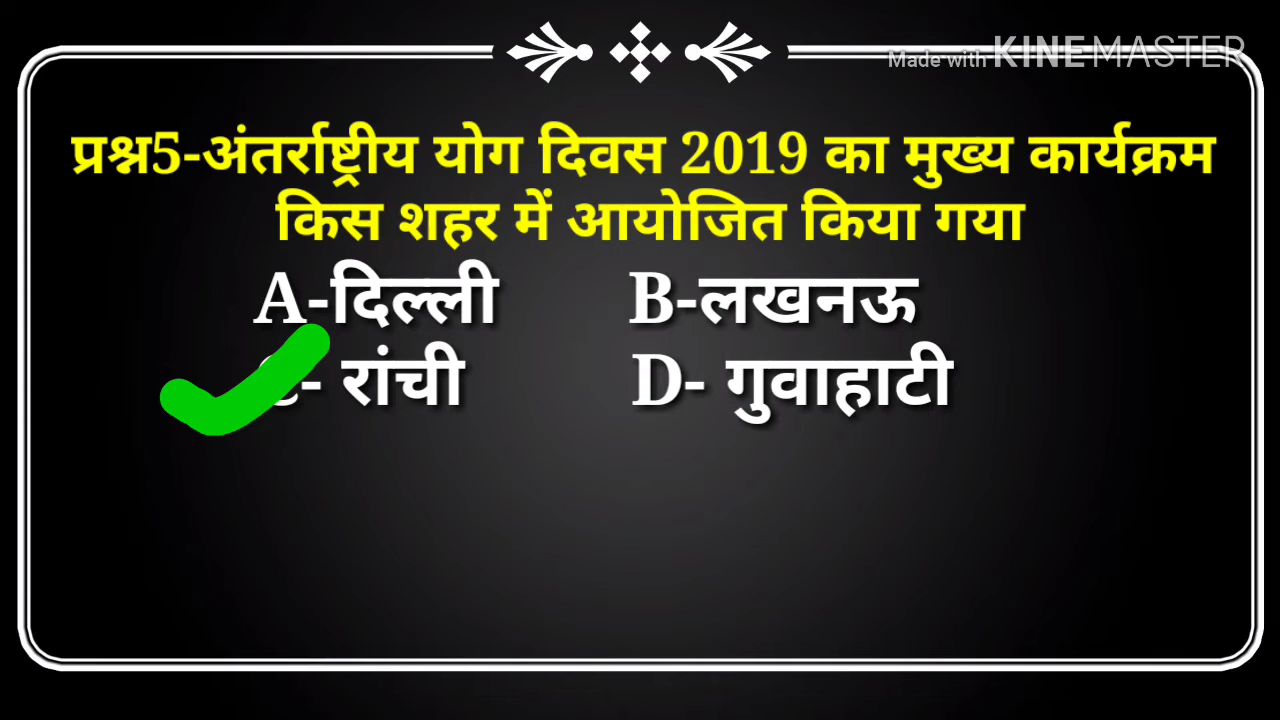 Made with KINEMASTER
प्रश्न5-अंतर्राष्ट्रीय योग दिवस 2019 का मुख्य कार्यक्रम
किस शहर में आयोजित किया गया
A-दिल्ली B-लखनऊ
C- रांची D- गुवाहाटी